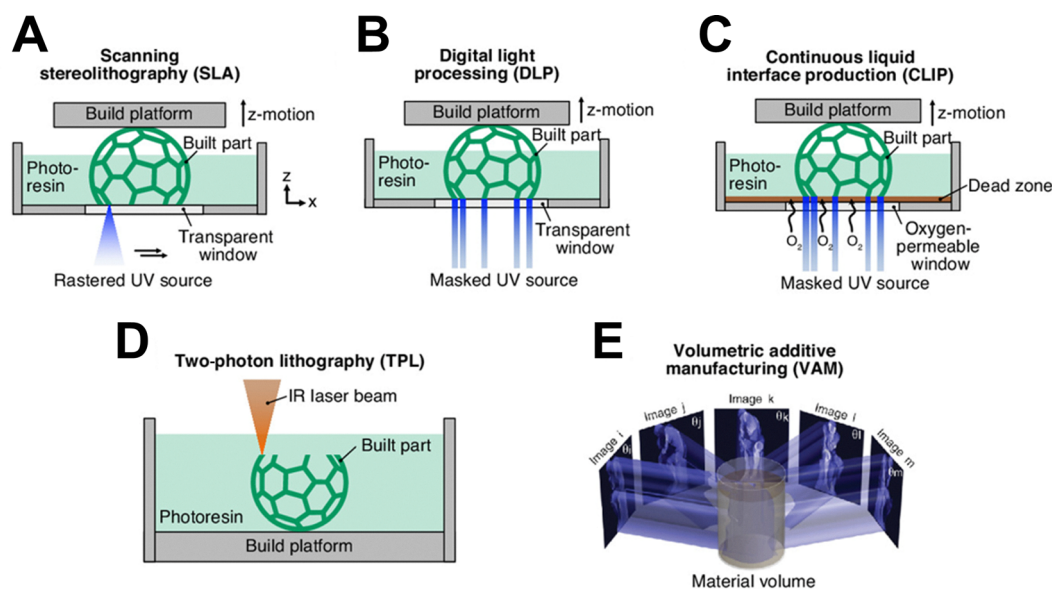 A
Scanning
stereolithography (SLA)
Build platform
z-motion
Built part
Photo-
resin
z
x
Transparent
window
Rastered UV source
B
Digital light
processing (DLP)
Build platform
z-motion
Built part
Photo-
resin
Transparent
window
Masked UV source
C
Continuous liquid
interface production (CLIP)
Build platform
z-motion
Built part
Photo-
resin
Dead zone
O₂
O₂
O₂
Oxygen-
permeable
window
Masked UV source
D
Two-photon lithography (TPL)
IR laser beam
Built part
Photoresin
Build platform
E
Volumetric additive
manufacturing (VAM)
Image i
θi
Image j
θj
Image k
θk
Image l
θl
Image m
θm
Material volume